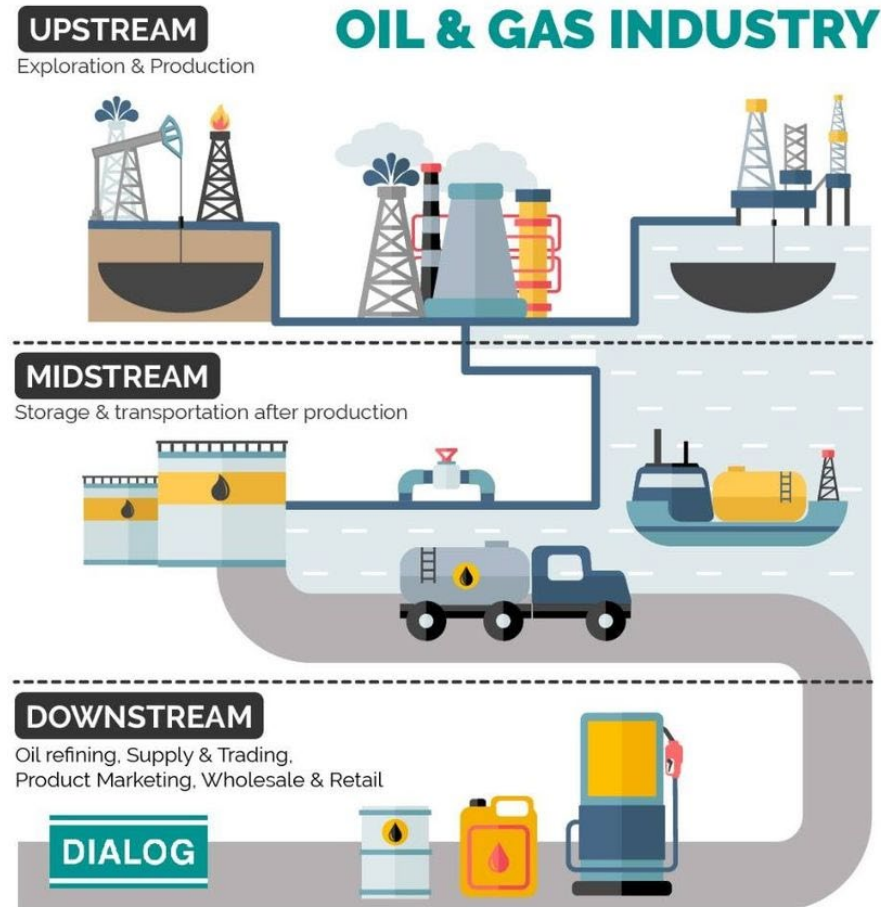 UPSTREAM
OIL & GAS INDUSTRY
Exploration & Production
MIDSTREAM
Storage & transportation after production
DOWNSTREAM
Oil refining, Supply & Trading,
Product Marketing, Wholesale & Retail
DIALOG